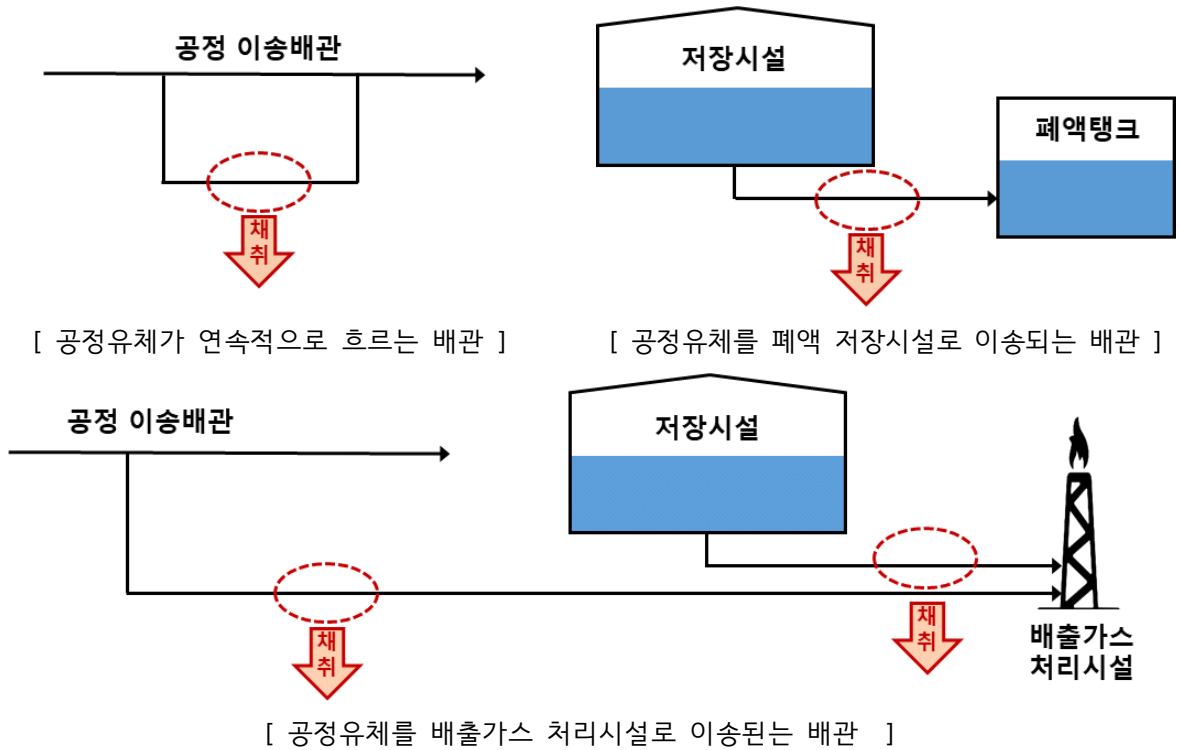 공정 이송배관
채
취
[ 공정유체가 연속적으로 흐르는 배관 ]
저장시설
폐액탱크
채
취
[ 공정유체를 폐액 저장시설로 이송되는 배관 ]
공정 이송배관
채
취
저장시설
채
취
배출가스
처리시설
[ 공정유체를 배출가스 처리시설로 이송된는 배관 ]